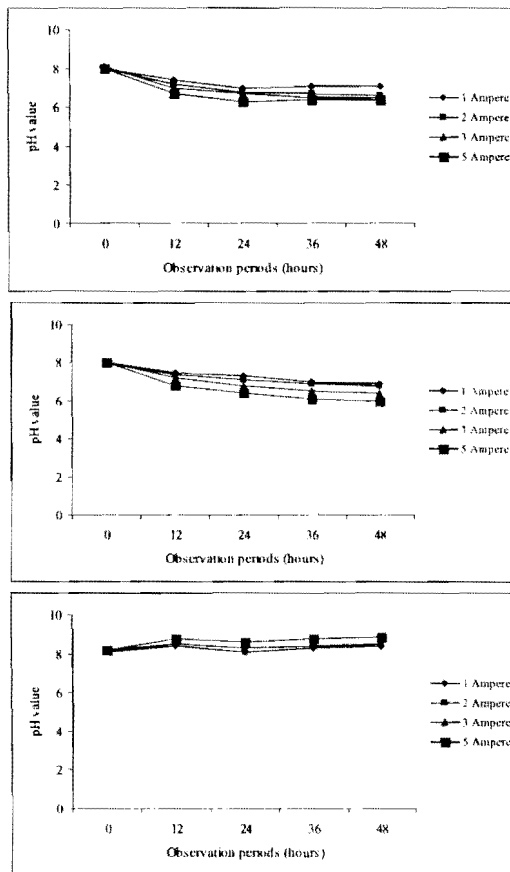 10
8
6
4
2
0
pH value
0 12 24 36 48
Observation periods (hours)
1 Ampere
2 Ampere
3 Ampere
5 Ampere
10
8
6
4
2
0
pH value
0 12 24 36 48
Observation periods (hours)
1 Ampere
2 Ampere
3 Ampere
5 Ampere
10
8
6
4
2
0
pH value
0 12 24 36 48
Observation periods (hours)
1 Ampere
2 Ampere
3 Ampere
5 Ampere